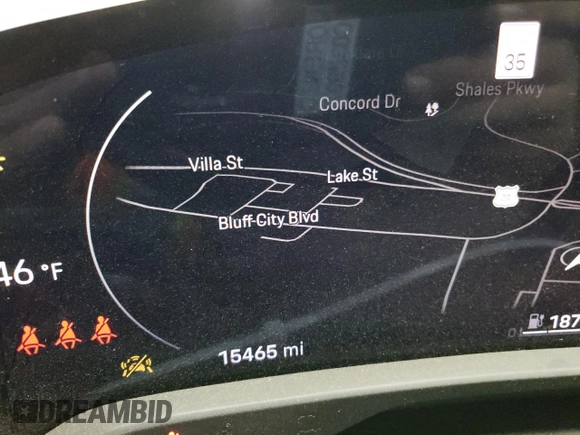 35
Shales Pkwy
Concord Dr
Villa St
Lake St
Bluff City Blvd
46 °F
187
15465 mi
DREAMBID